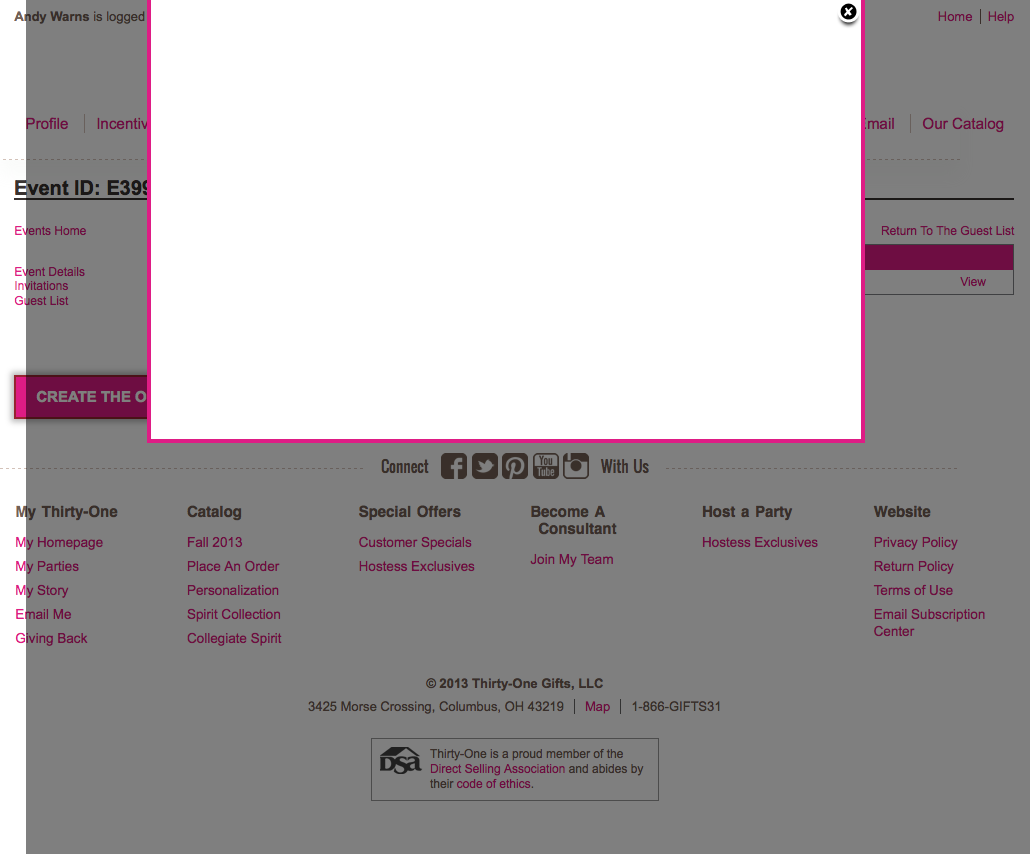 Andy Warns is logged
Home | Help
Profile
Email
Our Catalog
Event ID:
Events Home
Return To The Guest List
Event Details
View
Invitations
Guest List
CREATE THE
Connect
You
Tube
With Us
My Thirty-One
Catalog
Special Offers
Become A
Consultant
Host a Party
Website
My Homepage
Fall 2013
Customer Specials
Join My Team
Hostess Exclusives
Privacy Policy
My Parties
Place An Order
Hostess Exclusives
Return Policy
My Story
Personalization
Terms of Use
Email Me
Spirit Collection
Email Subscription
Center
Giving Back
Collegiate Spirit
© 2013 Thirty-One Gifts, LLC
3425 Morse Crossing, Columbus, OH 43219 | Map | 1-866-GIFTS31
DSA
Thirty-One is a proud member of the
Direct Selling Association and abides by
their code of ethics.